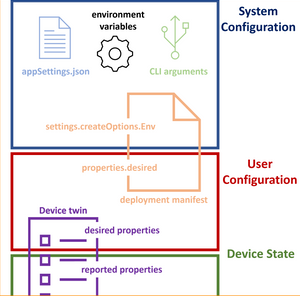 System
Configuration
environment
variables
appSettings.json
CLI arguments
settings.createOptions.Env
properties.desired
deployment manifest
User
Configuration
Device twin
desired properties
Device State
reported properties